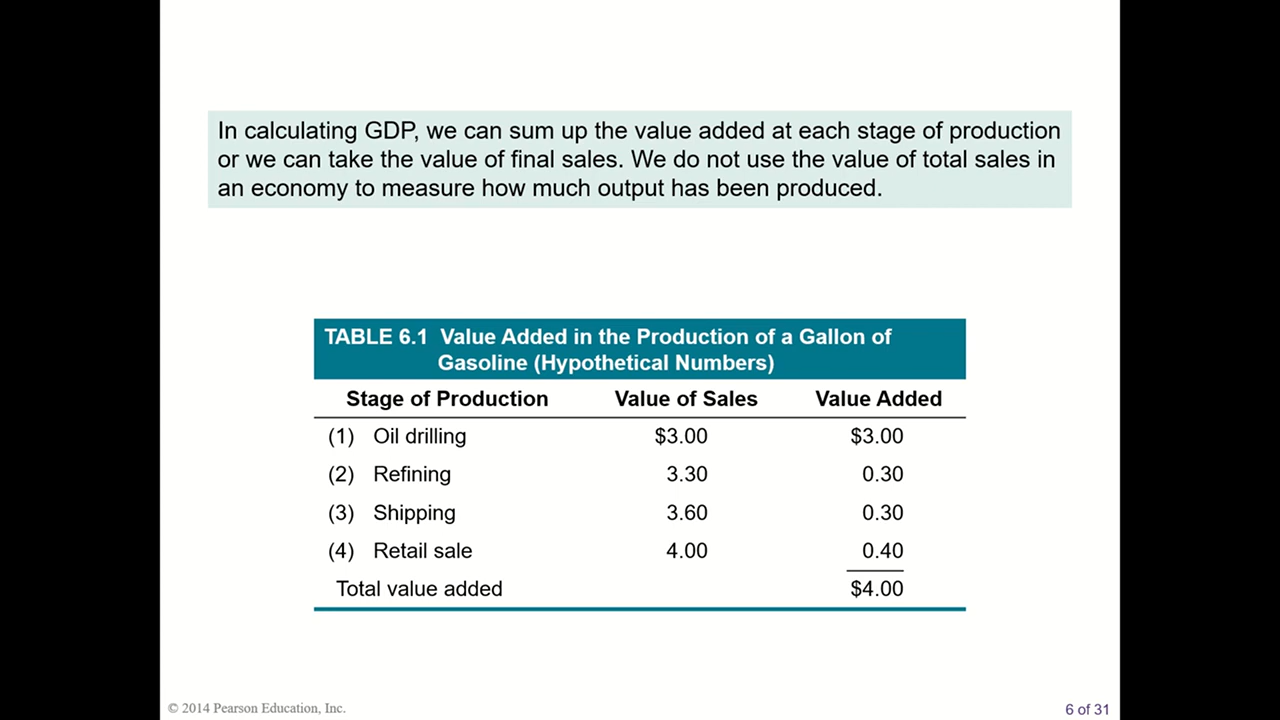 In calculating GDP, we can sum up the value added at each stage of production
or we can take the value of final sales. We do not use the value of total sales in
an economy to measure how much output has been produced.
TABLE 6.1 Value Added in the Production of a Gallon of
Gasoline (Hypothetical Numbers)
Stage of Production Value of Sales Value Added
(1) Oil drilling $3.00 $3.00
(2) Refining 3.30 0.30
(3) Shipping 3.60 0.30
(4) Retail sale 4.00 0.40
Total value added $4.00
© 2014 Pearson Education, Inc. 6 of 31